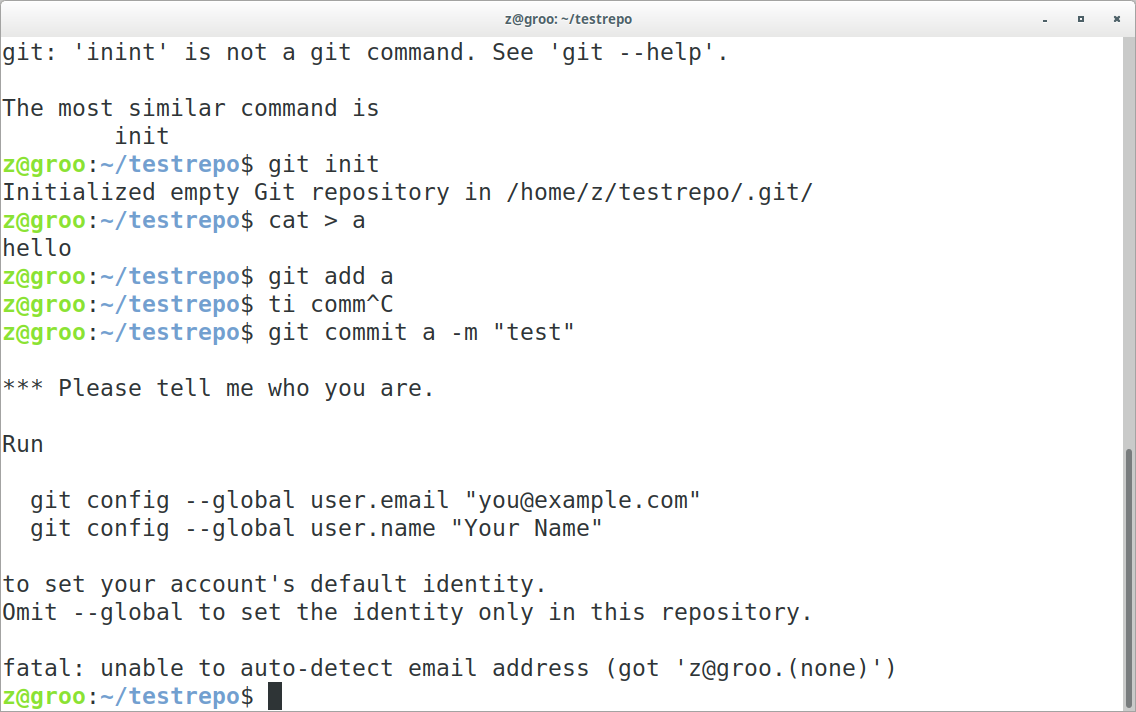 z@groo: ~/testrepo
git: 'inint' is not a git command. See 'git --help'.
The most similar command is
init
z@groo:~/testrepo$ git init
Initialized empty Git repository in /home/z/testrepo/.git/
z@groo:~/testrepo$ cat > a
hello
z@groo:~/testrepo$ git add a
z@groo:~/testrepo$ ti comm^C
z@groo:~/testrepo$ git commit a -m "test"
*** Please tell me who you are.
Run
git config --global user.email "you@example.com"
git config --global user.name "Your Name"
to set your account's default identity.
Omit --global to set the identity only in this repository.
fatal: unable to auto-detect email address (got 'z@groo.(none)')
z@groo:~/testrepo$